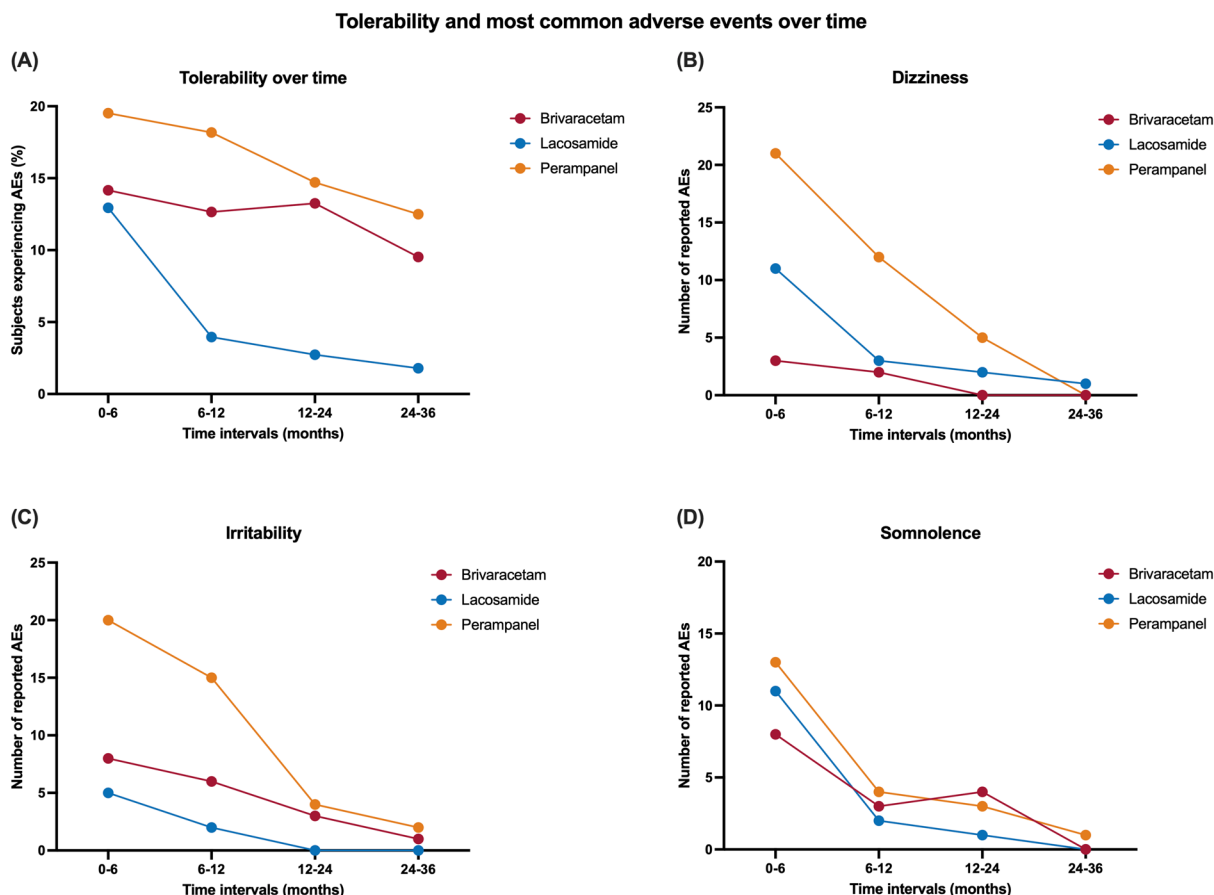 Tolerability and most common adverse events over time
(A)
Tolerability over time
20
15
10
5
0
Subjects experiencing AEs (%)
0-6 6-12 12-24 24-36
Time intervals (months)
Brivaracetam
Lacosamide
Perampanel
(B)
Dizziness
25
20
15
10
5
0
Number of reported AEs
0-6 6-12 12-24 24-36
Time intervals (months)
Brivaracetam
Lacosamide
Perampanel
(C)
Irritability
25
20
15
10
5
0
Number of reported AEs
0-6 6-12 12-24 24-36
Time intervals (months)
Brivaracetam
Lacosamide
Perampanel
(D)
Somnolence
20
15
10
5
0
Number of reported AEs
0-6 6-12 12-24 24-36
Time intervals (months)
Brivaracetam
Lacosamide
Perampanel